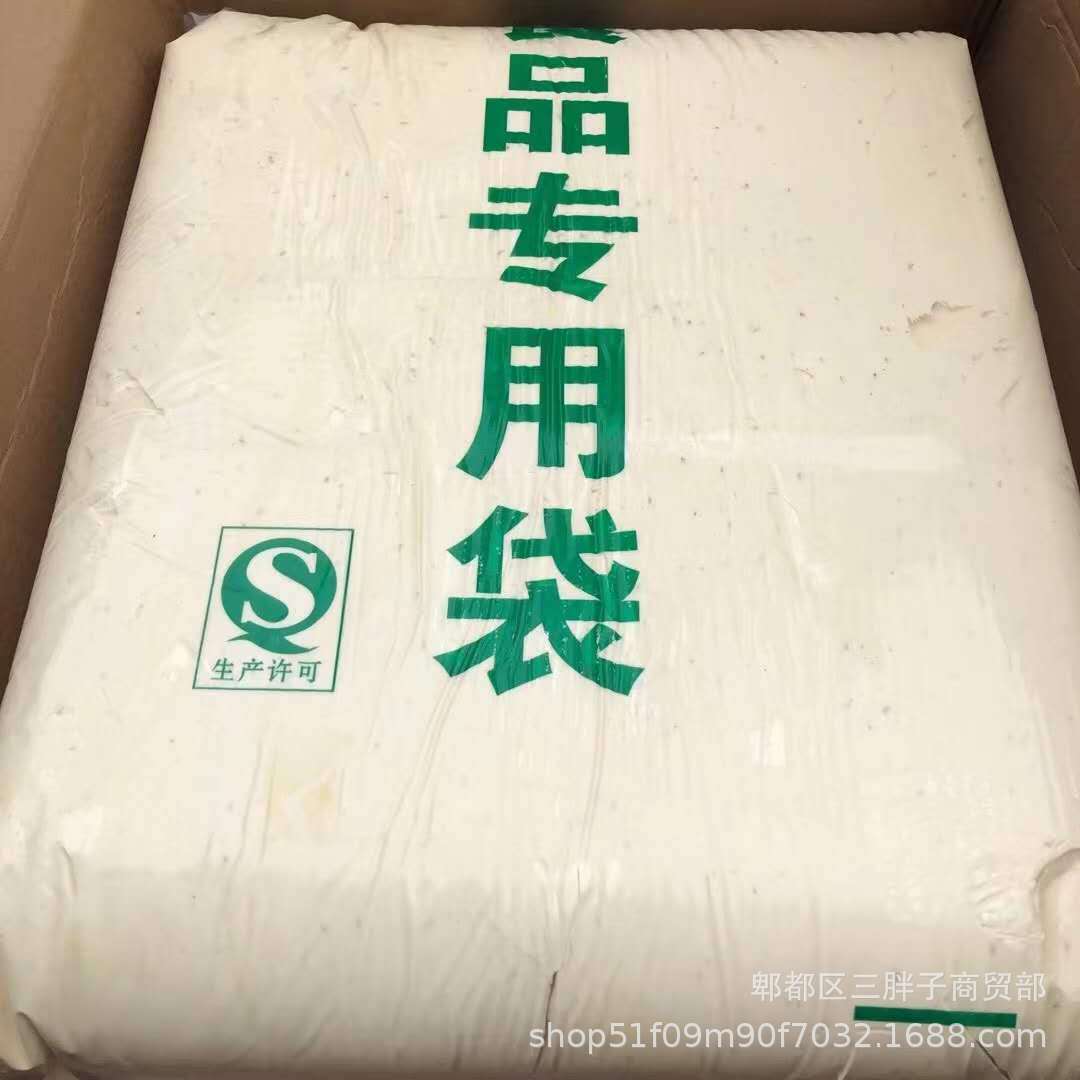 品
专
用
袋
QS
生产许可
郫都区三胖子商贸部
shop51f09m90f7032.1688.com